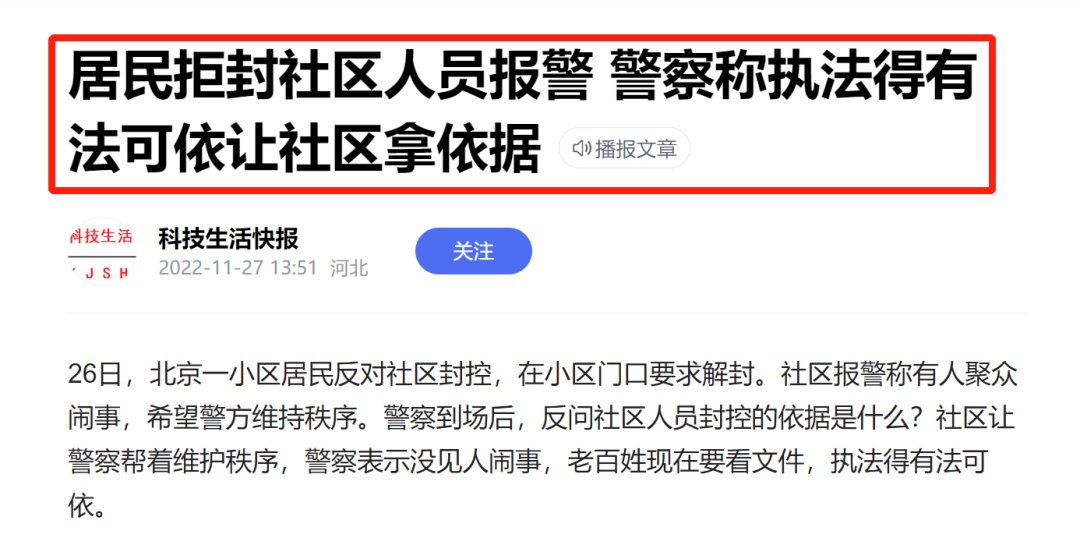 居民拒封社区人员报警 警察称执法得有
法可依让社区拿依据 播报文章
科技生活 科技生活快报 关注
K J S H 2022-11-27 13:51 河北
26日，北京一小区居民反对社区封控，在小区门口要求解封。社区报警称有人聚众
闹事，希望警方维持秩序。警察到场后，反问社区人员封控的依据是什么？社区让
警察帮着维护秩序，警察表示没见人闹事，老百姓现在要看文件，执法得有法可
依。